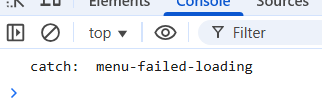 Elements Console Sources
top Filter
catch: menu-failed-loading